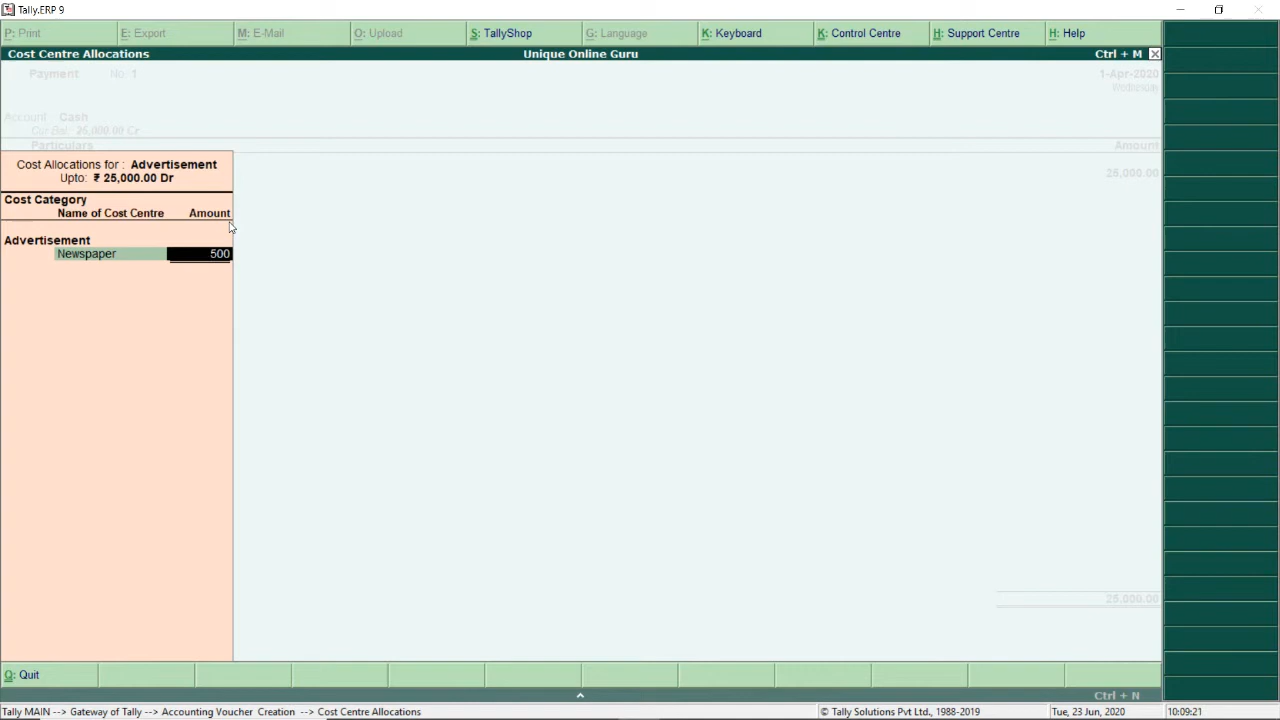 Tally.ERP 9
P: Print E: Export M: E-Mail O: Upload S: TallyShop G: Language K: Keyboard K: Control Centre H: Support Centre H: Help
Cost Centre Allocations Unique Online Guru Ctrl + M
Payment No. 1 1-Apr-2020
Wednesday
Account Cash
Cur Bal: 25,000.00 Cr
Particulars Amount
25,000.00
Cost Allocations for : Advertisement
Upto: ₹ 25,000.00 Dr
Cost Category
Name of Cost Centre Amount
Advertisement
Newspaper 500
25,000.00
Q: Quit
Ctrl + N
Tally MAIN --> Gateway of Tally --> Accounting Voucher Creation --> Cost Centre Allocations © Tally Solutions Pvt Ltd., 1988-2019 Tue, 23 Jun, 2020 10:09:21